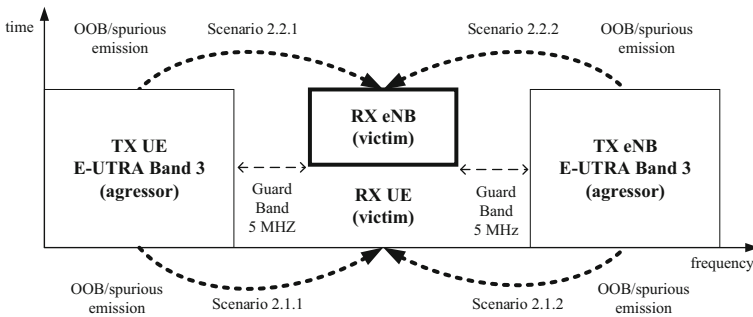 time
OOB/spurious
emission
Scenario 2.2.1
Scenario 2.2.2
OOB/spurious
emission
TX UE
E-UTRA Band 3
(agressor)
RX eNB
(victim)
TX eNB
E-UTRA Band 3
(agressor)
Guard
Band
5 MHZ
RX UE
(victim)
Guard
Band
5 MHz
frequency
OOB/spurious
emission
Scenario 2.1.1
Scenario 2.1.2
OOB/spurious
emission